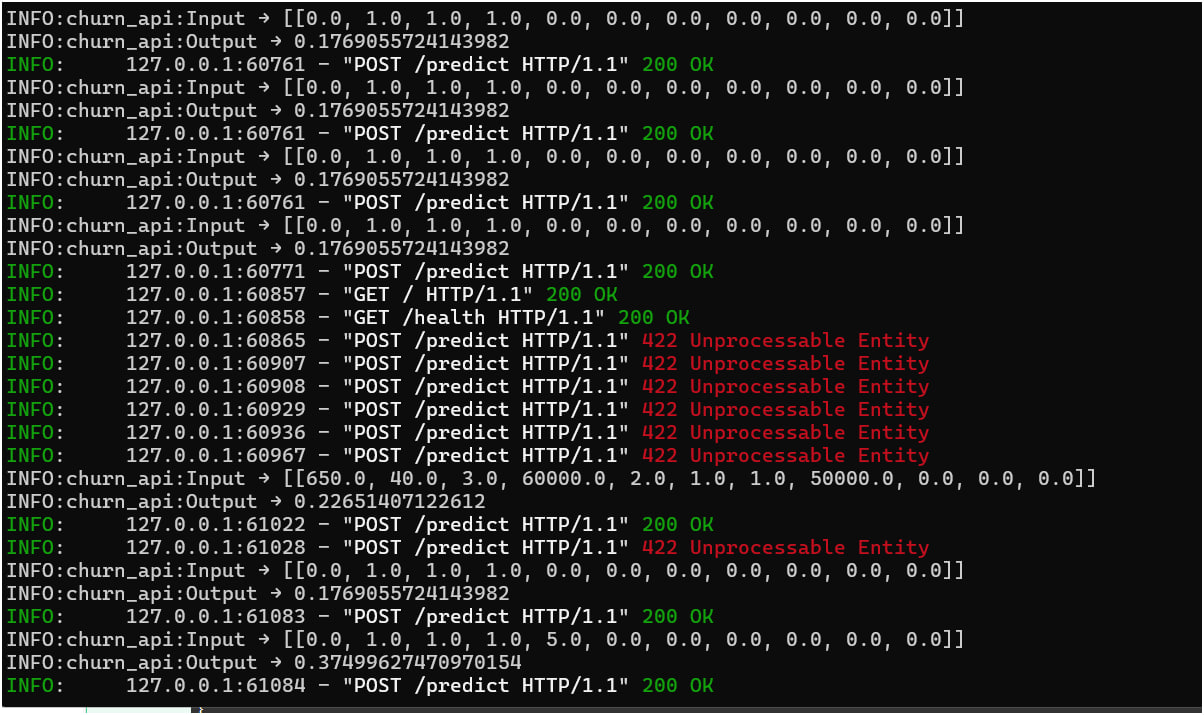 INFO:churn_api:Input → [[0.0, 1.0, 1.0, 1.0, 0.0, 0.0, 0.0, 0.0, 0.0, 0.0, 0.0]]
INFO:churn_api:Output → 0.1769055724143982
INFO:     127.0.0.1:60761 - "POST /predict HTTP/1.1" 200 OK
INFO:churn_api:Input → [[0.0, 1.0, 1.0, 1.0, 0.0, 0.0, 0.0, 0.0, 0.0, 0.0, 0.0]]
INFO:churn_api:Output → 0.1769055724143982
INFO:     127.0.0.1:60761 - "POST /predict HTTP/1.1" 200 OK
INFO:churn_api:Input → [[0.0, 1.0, 1.0, 1.0, 0.0, 0.0, 0.0, 0.0, 0.0, 0.0, 0.0]]
INFO:churn_api:Output → 0.1769055724143982
INFO:     127.0.0.1:60761 - "POST /predict HTTP/1.1" 200 OK
INFO:churn_api:Input → [[0.0, 1.0, 1.0, 1.0, 0.0, 0.0, 0.0, 0.0, 0.0, 0.0, 0.0]]
INFO:churn_api:Output → 0.1769055724143982
INFO:     127.0.0.1:60771 - "POST /predict HTTP/1.1" 200 OK
INFO:     127.0.0.1:60857 - "GET / HTTP/1.1" 200 OK
INFO:     127.0.0.1:60858 - "GET /health HTTP/1.1" 200 OK
INFO:     127.0.0.1:60865 - "POST /predict HTTP/1.1" 422 Unprocessable Entity
INFO:     127.0.0.1:60907 - "POST /predict HTTP/1.1" 422 Unprocessable Entity
INFO:     127.0.0.1:60908 - "POST /predict HTTP/1.1" 422 Unprocessable Entity
INFO:     127.0.0.1:60929 - "POST /predict HTTP/1.1" 422 Unprocessable Entity
INFO:     127.0.0.1:60936 - "POST /predict HTTP/1.1" 422 Unprocessable Entity
INFO:     127.0.0.1:60967 - "POST /predict HTTP/1.1" 422 Unprocessable Entity
INFO:churn_api:Input → [[650.0, 40.0, 3.0, 60000.0, 2.0, 1.0, 1.0, 50000.0, 0.0, 0.0, 0.0]]
INFO:churn_api:Output → 0.22651407122612
INFO:     127.0.0.1:61022 - "POST /predict HTTP/1.1" 200 OK
INFO:     127.0.0.1:61028 - "POST /predict HTTP/1.1" 422 Unprocessable Entity
INFO:churn_api:Input → [[0.0, 1.0, 1.0, 1.0, 0.0, 0.0, 0.0, 0.0, 0.0, 0.0, 0.0]]
INFO:churn_api:Output → 0.1769055724143982
INFO:     127.0.0.1:61083 - "POST /predict HTTP/1.1" 200 OK
INFO:churn_api:Input → [[0.0, 1.0, 1.0, 1.0, 5.0, 0.0, 0.0, 0.0, 0.0, 0.0, 0.0]]
INFO:churn_api:Output → 0.37499627470970154
INFO:     127.0.0.1:61084 - "POST /predict HTTP/1.1" 200 OK